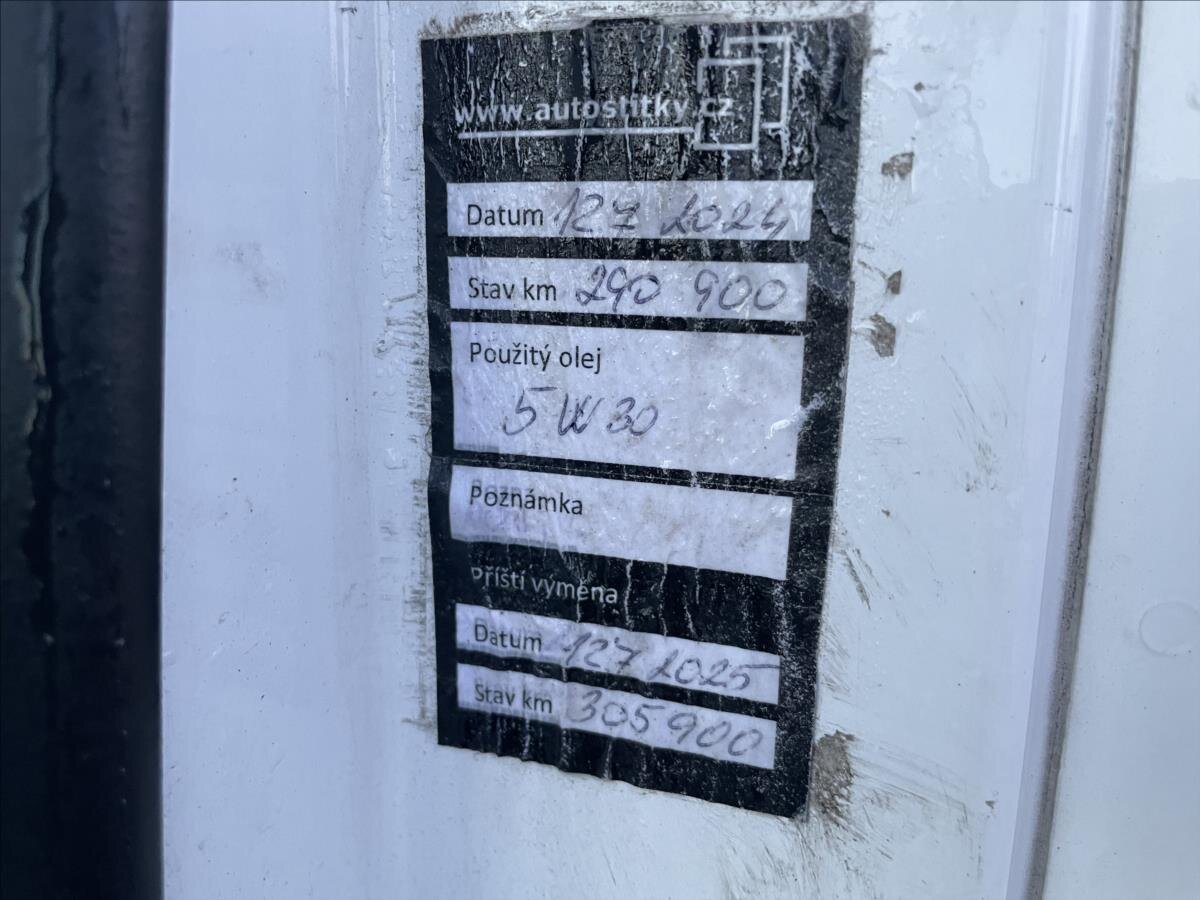 www.autostitky.cz
Datum 12 7 2024
Stav km 290 900
Použitý olej
5W30
Poznámka
Příští výměna
Datum 12 7 2025
Stav km 305 900